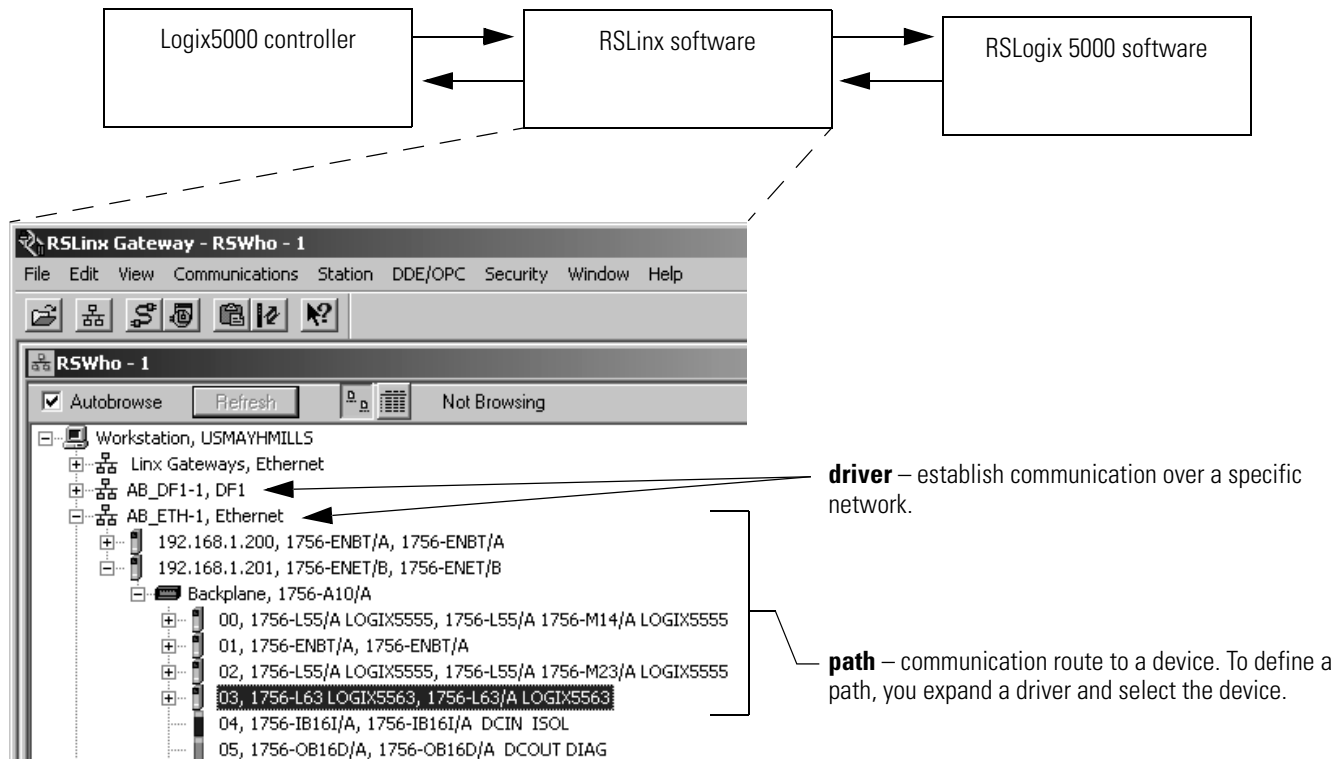 Logix5000 controller
RSLinx software
RSLogix 5000 software
RSLinx Gateway - RSWho - 1
File Edit View Communications Station DDE/OPC Security Window Help
RSWho - 1
Autobrowse Refresh Not Browsing
Workstation, USMAYHMILLS
Linx Gateways, Ethernet
AB_DF1-1, DF1
AB_ETH-1, Ethernet
192.168.1.200, 1756-ENBT/A, 1756-ENBT/A
192.168.1.201, 1756-ENET/B, 1756-ENET/B
Backplane, 1756-A10/A
00, 1756-L55/A LOGIX5555, 1756-L55/A 1756-M14/A LOGIX5555
01, 1756-ENBT/A, 1756-ENBT/A
02, 1756-L55/A LOGIX5555, 1756-L55/A 1756-M23/A LOGIX5555
03, 1756-L63 LOGIX5563, 1756-L63/A LOGIX5563
04, 1756-IB16I/A, 1756-IB16I/A DCIN ISOL
05, 1756-OB16D/A, 1756-OB16D/A DCOUT DIAG
driver – establish communication over a specific
network.
path – communication route to a device. To define a
path, you expand a driver and select the device.